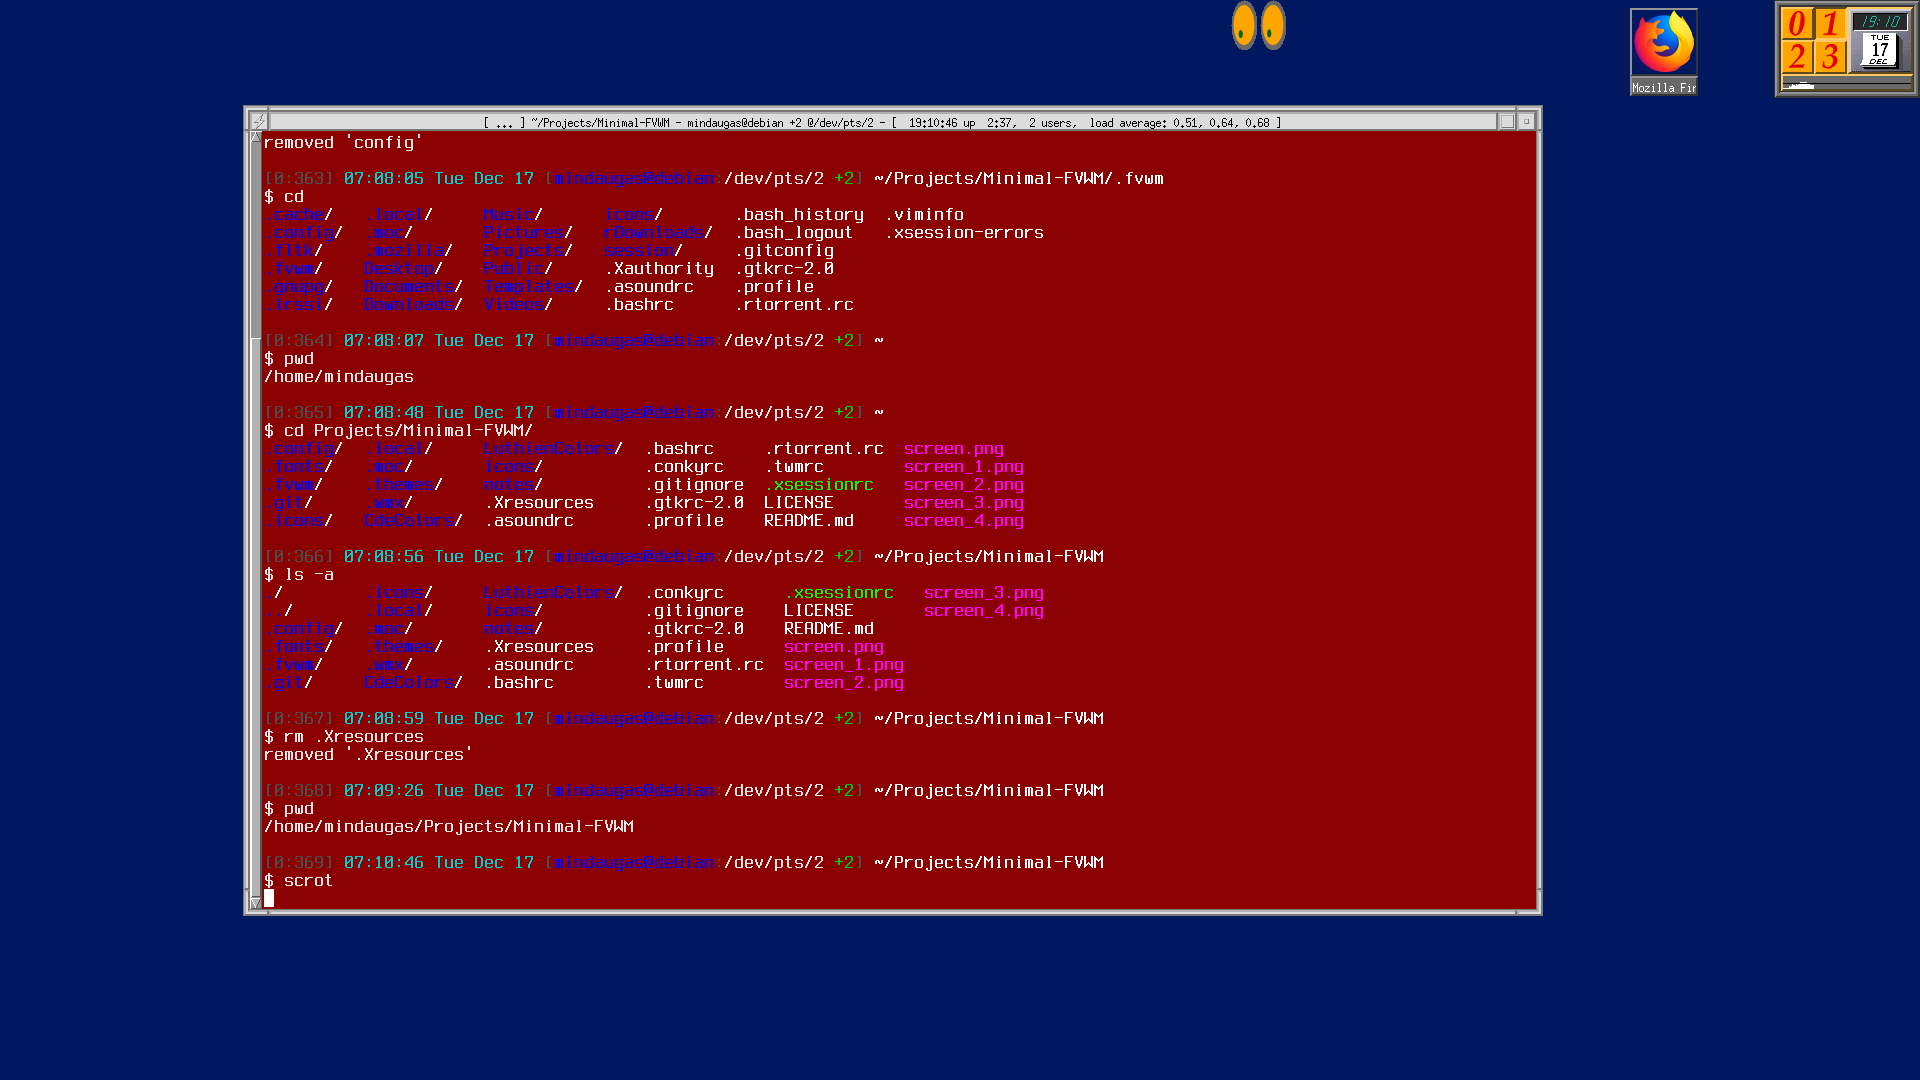 0 1
2 3
19:10
TUE
17
DEC
Mozilla Fir
[ ... ] ~/Projects/Minimal-FVWM - mindaugas@debian +2 @/dev/pts/2 - [  19:10:46 up  2:37,  2 users,  load average: 0.51, 0.64, 0.68 ]
removed 'config'
[0:363] 07:08:05 Tue Dec 17 [mindaugas@debian:/dev/pts/2 +2] ~/Projects/Minimal-FVWM/.fvwm
$ cd
.cache/ .local/ Music/ icons/ .bash_history .viminfo
.config/ .moc/ Pictures/ rDownloads/ .bash_logout .xsession-errors
.fltk/ .mozilla/ Projects/ session/ .gitconfig
.fvwm/ Desktop/ Public/ .Xauthority .gtkrc-2.0
.gnupg/ Documents/ Templates/ .asoundrc .profile
.irssi/ Downloads/ Videos/ .bashrc .rtorrent.rc
[0:364] 07:08:07 Tue Dec 17 [mindaugas@debian:/dev/pts/2 +2] ~
$ pwd
/home/mindaugas
[0:365] 07:08:48 Tue Dec 17 [mindaugas@debian:/dev/pts/2 +2] ~
$ cd Projects/Minimal-FVWM/
.config/ .local/ LothienColors/ .bashrc .rtorrent.rc screen.png
.fonts/ .moc/ icons/ .conkyrc .twmrc screen_1.png
.fvwm/ .themes/ notes/ .gitignore .xsessionrc screen_2.png
.git/ .wmx/ .Xresources .gtkrc-2.0 LICENSE screen_3.png
.icons/ CdeColors/ .asoundrc .profile README.md screen_4.png
[0:366] 07:08:56 Tue Dec 17 [mindaugas@debian:/dev/pts/2 +2] ~/Projects/Minimal-FVWM
$ ls -a
./ .icons/ LothienColors/ .conkyrc .xsessionrc screen_3.png
../ .local/ icons/ .gitignore LICENSE screen_4.png
.config/ .moc/ notes/ .gtkrc-2.0 README.md
.fonts/ .themes/ .Xresources .profile screen.png
.fvwm/ .wmx/ .asoundrc .rtorrent.rc screen_1.png
.git/ CdeColors/ .bashrc .twmrc screen_2.png
[0:367] 07:08:59 Tue Dec 17 [mindaugas@debian:/dev/pts/2 +2] ~/Projects/Minimal-FVWM
$ rm .Xresources
removed '.Xresources'
[0:368] 07:09:26 Tue Dec 17 [mindaugas@debian:/dev/pts/2 +2] ~/Projects/Minimal-FVWM
$ pwd
/home/mindaugas/Projects/Minimal-FVWM
[0:369] 07:10:46 Tue Dec 17 [mindaugas@debian:/dev/pts/2 +2] ~/Projects/Minimal-FVWM
$ scrot